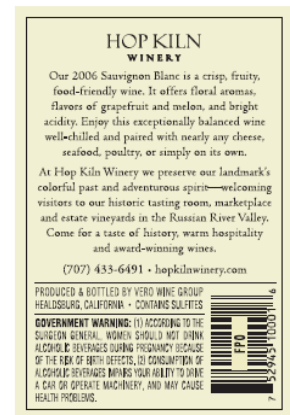 HOP KILN
WINERY
Our 2006 Sauvignon Blanc is a crisp, fruity,
food-friendly wine. It offers floral aromas,
flavors of grapefruit and melon, and bright
acidity. Enjoy this exceptionally balanced wine
well-chilled and paired with nearly any cheese,
seafood, poultry, or simply on its own.
At Hop Kiln Winery we preserve our landmark's
colorful past and adventurous spirit—welcoming
visitors to our historic tasting room, marketplace
and estate vineyards in the Russian River Valley.
Come for a taste of history, warm hospitality
and award-winning wines.
(707) 433-6491 • hopkilnwinery.com
PRODUCED & BOTTLED BY VERO WINE GROUP
HEALDSBURG, CALIFORNIA • CONTAINS SULFITES
GOVERNMENT WARNING: (1) ACCORDING TO THE
SURGEON GENERAL, WOMEN SHOULD NOT DRINK
ALCOHOLIC BEVERAGES DURING PREGNANCY BECAUSE
OF THE RISK OF BIRTH DEFECTS. (2) CONSUMPTION OF
ALCOHOLIC BEVERAGES IMPAIRS YOUR ABILITY TO DRIVE
A CAR OR OPERATE MACHINERY, AND MAY CAUSE
HEALTH PROBLEMS.
FPO
7 52945 10001 6